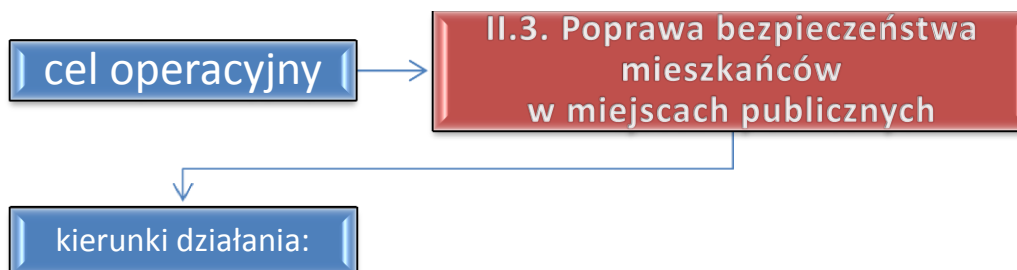 cel operacyjny
II.3. Poprawa bezpieczeństwa
mieszkańców
w miejscach publicznych
kierunki działania: